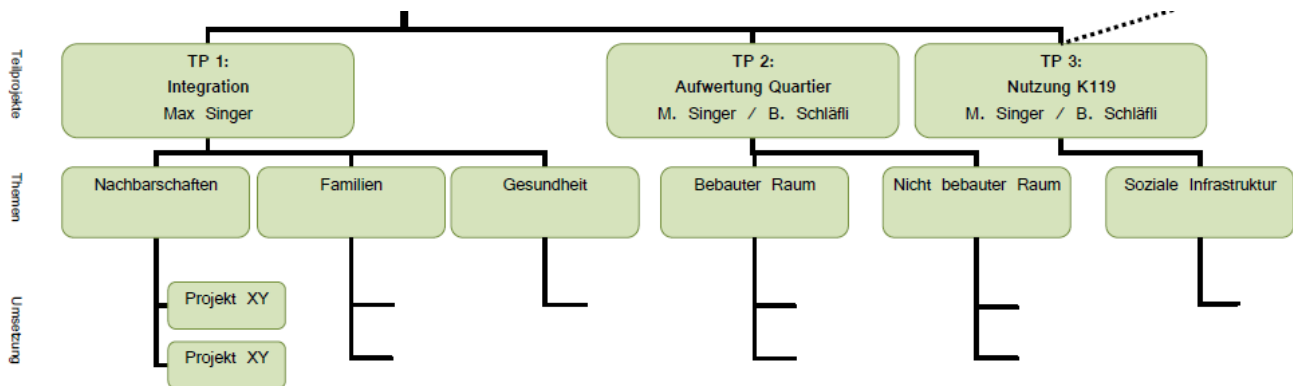 Teilprojekte
TP 1:
Integration
Max Singer
TP 2:
Aufwertung Quartier
M. Singer / B. Schläfli
TP 3:
Nutzung K119
M. Singer / B. Schläfli
Themen
Nachbarschaften
Familien
Gesundheit
Bebauter Raum
Nicht bebauter Raum
Soziale Infrastruktur
Umsetzung
Projekt XY
Projekt XY